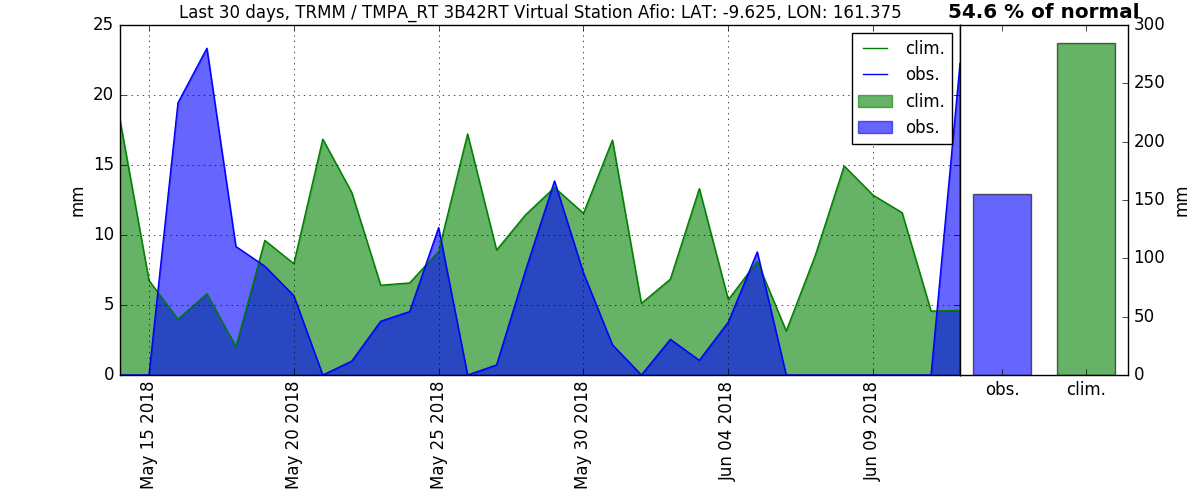 Last 30 days, TRMM / TMPA_RT 3B42RT Virtual Station Afio: LAT: -9.625, LON: 161.375
54.6 % of normal
25
20
15
10
5
0
mm
clim.
obs.
clim.
obs.
300
250
200
150
100
50
0
mm
May 15 2018
May 20 2018
May 25 2018
May 30 2018
Jun 04 2018
Jun 09 2018
obs.
clim.